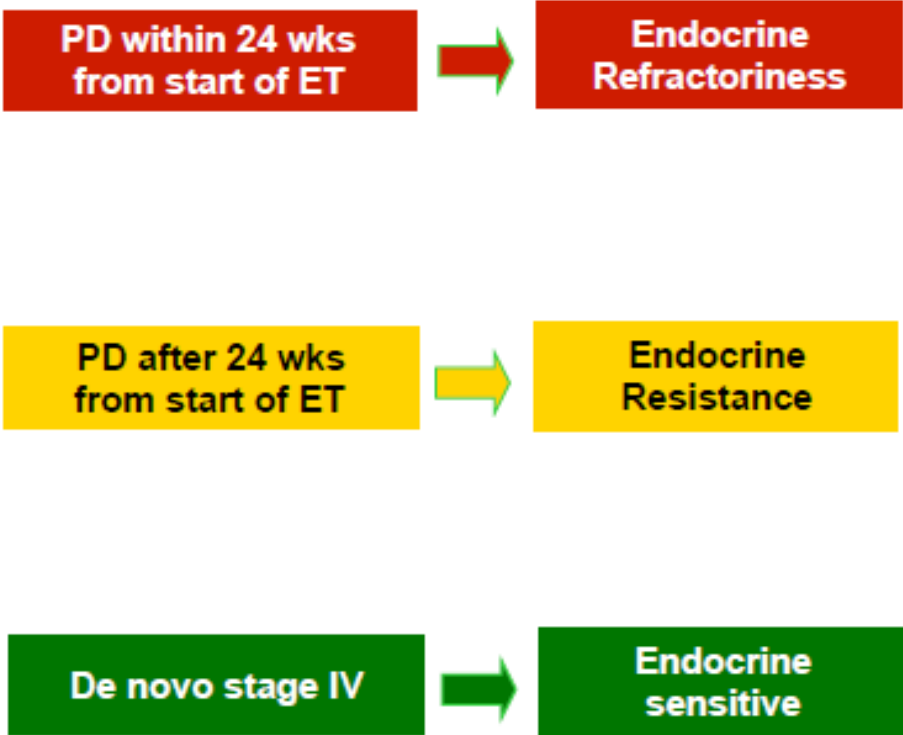 PD within 24 wks
from start of ET
Endocrine
Refractoriness
PD after 24 wks
from start of ET
Endocrine
Resistance
De novo stage IV
Endocrine
sensitive